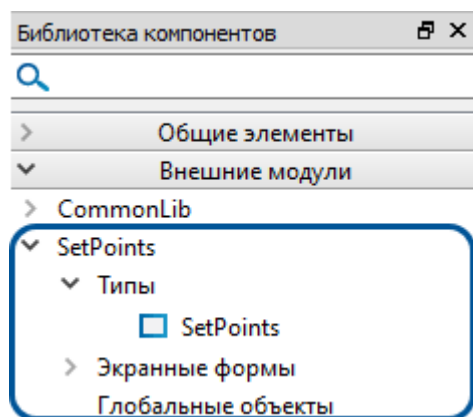 Библиотека компонентов
Общие элементы
Внешние модули
CommonLib
SetPoints
Типы
SetPoints
Экранные формы
Глобальные объекты